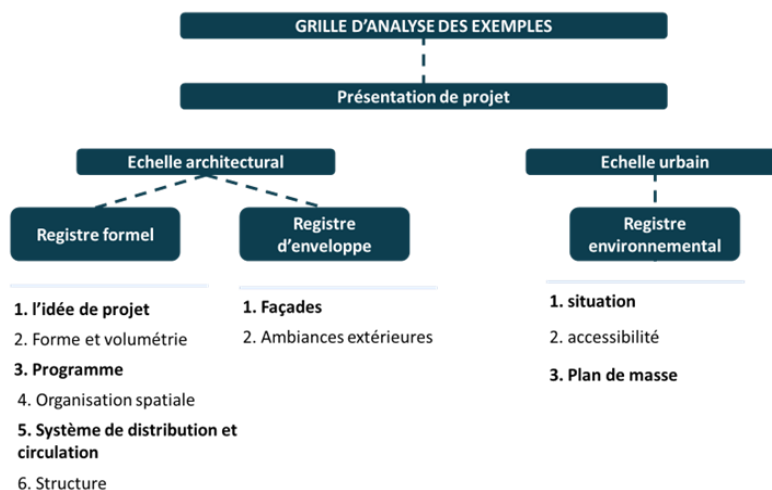 GRILLE D'ANALYSE DES EXEMPLES
Présentation de projet
Echelle architectural
Echelle urbain
Registre formel
Registre
d'enveloppe
Registre
environnemental
1. l'idée de projet
2. Forme et volumétrie
3. Programme
4. Organisation spatiale
5. Système de distribution et
circulation
6. Structure
1. Façades
2. Ambiances extérieures
1. situation
2. accessibilité
3. Plan de masse